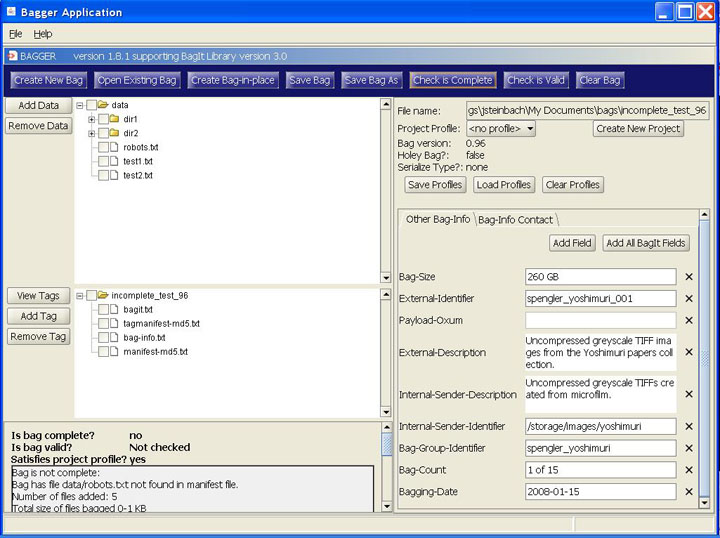 Bagger Application
File Help
BAGGER version 1.8.1 supporting BagIt Library version 3.0
Create New Bag Open Existing Bag Create Bag-in-place Save Bag Save Bag As Check is Complete Check is Valid Clear Bag
Add Data
Remove Data
data
dir1
dir2
robots.txt
test1.txt
test2.txt
View Tags
Add Tag
Remove Tag
incomplete_test_96
bagit.txt
tagmanifest-md5.txt
bag-info.txt
manifest-md5.txt
Is bag complete? no
Is bag valid? Not checked
Satisfies project profile? yes
Bag is not complete:
Bag has file data/robots.txt not found in manifest file.
Number of files added: 5
Total size of files bagged 0-1 KB
File name: gs\jsteinbach\My Documents\bags\incomplete_test_96
Project Profile: <no profile> Create New Project
Bag version: 0.96
Holey Bag?: false
Serialize Type?: none
Save Profiles Load Profiles Clear Profiles
Other Bag-Info Bag-Info Contact
Add Field Add All BagIt Fields
Bag-Size 260 GB
External-Identifier spengler_yoshimuri_001
Payload-Oxum
External-Description Uncompressed greyscale TIFF ima
ges from the Yoshimuri papers coll
ection.
Internal-Sender-Description Uncompressed greyscale TIFFs cre
ated from microfilm.
Internal-Sender-Identifier /storage/images/yoshimuri
Bag-Group-Identifier spengler_yoshimuri
Bag-Count 1 of 15
Bagging-Date 2008-01-15